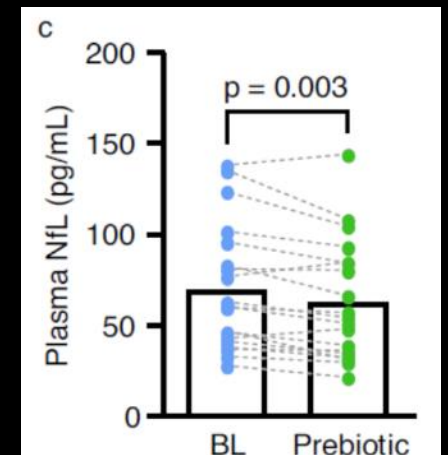 c
200
p = 0.003
150
100
50
0
Plasma NfL (pg/mL)
BL Prebiotic